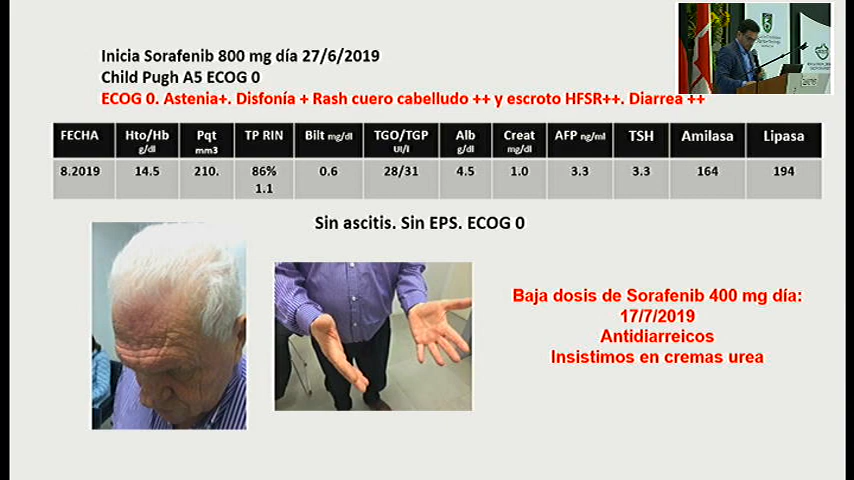 Inicia Sorafenib 800 mg día 27/6/2019
Child Pugh A5 ECOG 0
ECOG 0. Astenia+. Disfonía + Rash cuero cabelludo ++ y escroto HFSR++. Diarrea ++
FECHA Hto/Hb g/dl Pqt mm3 TP RIN Bilt mg/dl TGO/TGP UI/l Alb g/dl Creat mg/dl AFP ng/ml TSH Amilasa Lipasa
8.2019 14.5 210. 86% 1.1 0.6 28/31 4.5 1.0 3.3 3.3 164 194
Sin ascitis. Sin EPS. ECOG 0
Baja dosis de Sorafenib 400 mg día:
17/7/2019
Antidiarreicos
Insistimos en cremas urea